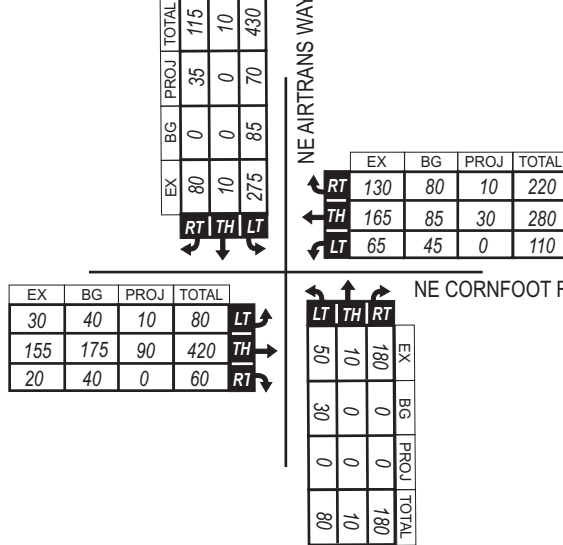 TOTAL 115 10 430
PROJ 35 0 70
BG 0 0 85
EX 80 10 275
RT TH LT
NE AIRTRANS WAY
EX BG PROJ TOTAL
RT 130 80 10 220
TH 165 85 30 280
LT 65 45 0 110
NE CORNFOOT R
EX BG PROJ TOTAL
30 40 10 80 LT
155 175 90 420 TH
20 40 0 60 RT
LT TH RT
50 10 180 EX
30 0 0 BG
0 0 0 PROJ
80 10 180 TOTAL